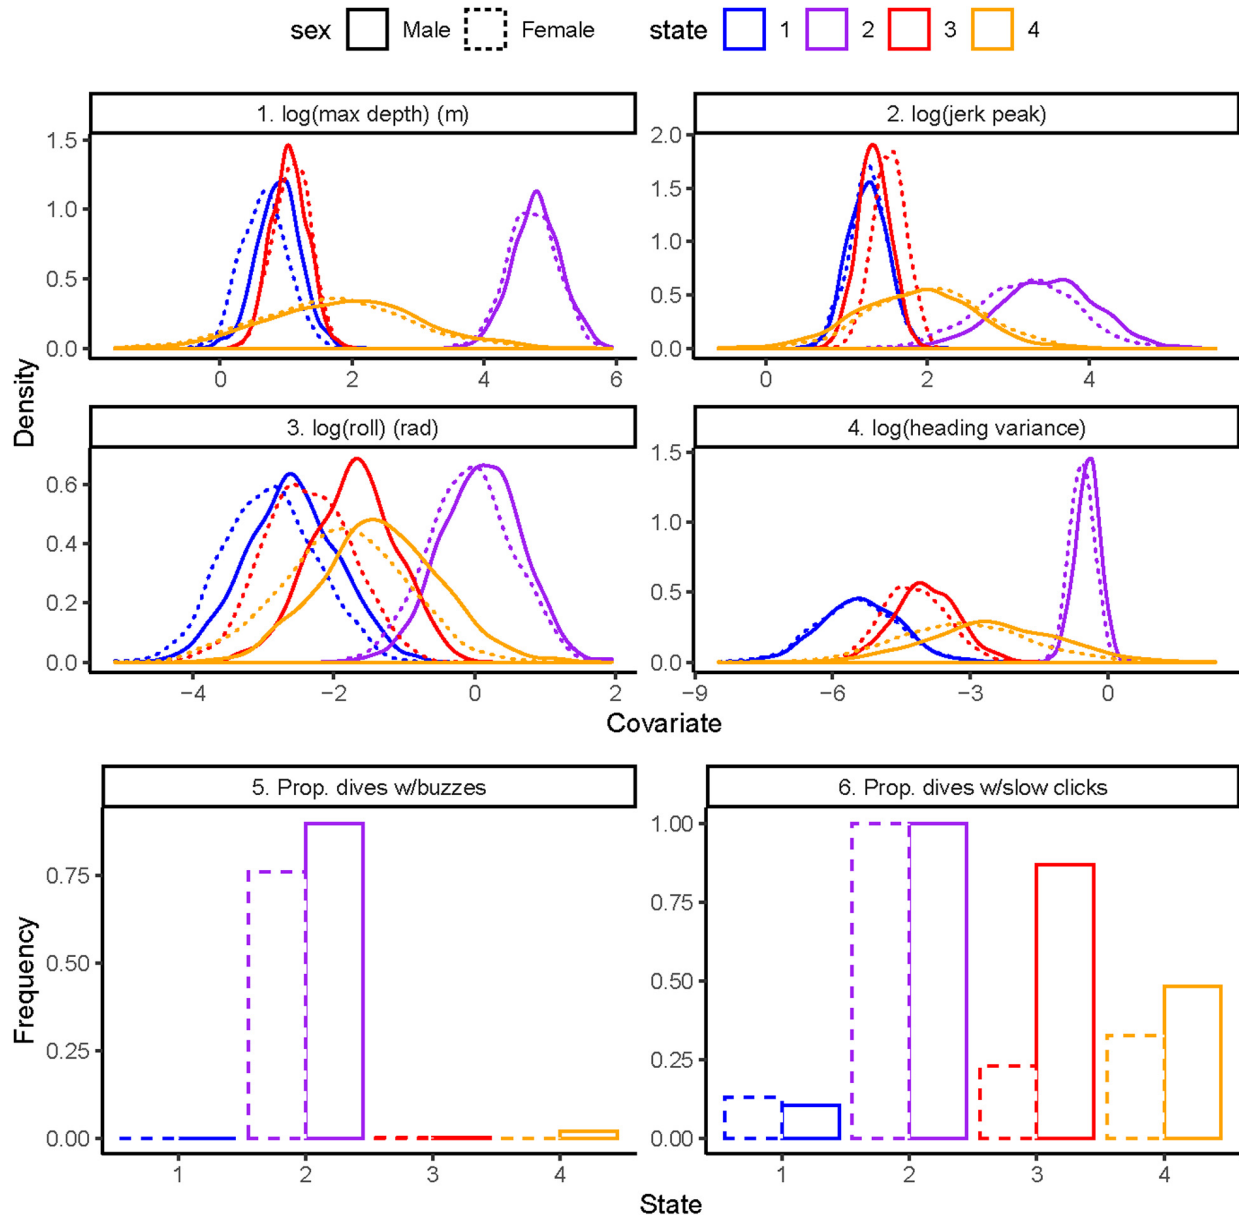 sex Male Female state 1 2 3 4
1. log(max depth) (m) 2. log(jerk peak)
1.5
1.0
0.5
0.0
0 2 4 6
2.0
1.5
1.0
0.5
0.0
0 2 4
Density
3. log(roll) (rad) 4. log(heading variance)
0.6
0.4
0.2
0.0
−4 −2 0 2
1.5
1.0
0.5
0.0
−9 −6 −3 0
Covariate
5. Prop. dives w/buzzes 6. Prop. dives w/slow clicks
0.75
0.50
0.25
0.00
1 2 3 4
1.00
0.75
0.50
0.25
0.00
1 2 3 4
Frequency
State